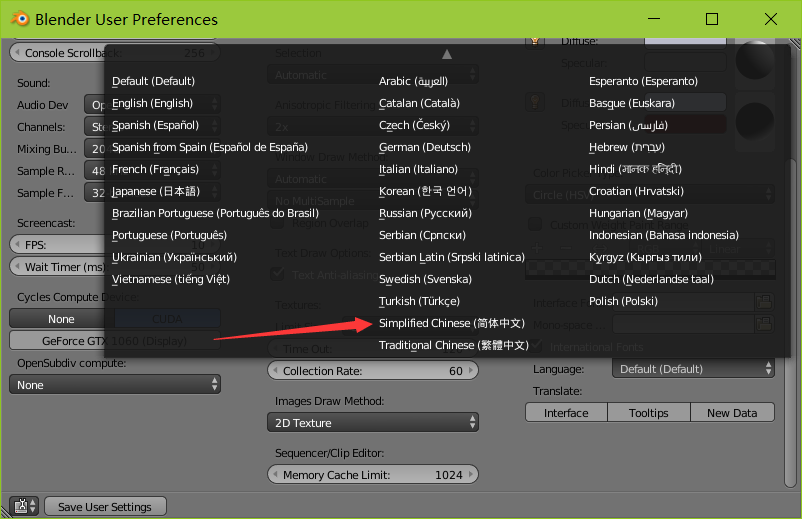 Blender User Preferences
Console Scrollback: 256
Sound:
Audio Dev
Channels:
Mixing Bu...
Sample R...
Sample F...
Screencast:
FPS:
Wait Timer (ms)
Cycles Compute Device:
None
CUDA
GeForce GTX 1060 (Display)
OpenSubdiv compute:
None
Default (Default)
English (English)
Spanish (Español)
Spanish from Spain (Español de España)
French (Français)
Japanese (日本語)
Brazilian Portuguese (Português do Brasil)
Portuguese (Português)
Ukrainian (Український)
Vietnamese (tiếng Việt)
Arabic (العربية)
Catalan (Català)
Czech (Český)
German (Deutsch)
Italian (Italiano)
Korean (한국 언어)
Russian (Русский)
Serbian (Српски)
Serbian Latin (Srpski latinica)
Swedish (Svenska)
Turkish (Türkçe)
Simplified Chinese (简体中文)
Traditional Chinese (繁體中文)
Esperanto (Esperanto)
Basque (Euskara)
Persian (فارسی)
Hebrew (עברית)
Hindi (मानक हिन्दी)
Croatian (Hrvatski)
Hungarian (Magyar)
Indonesian (Bahasa indonesia)
Kyrgyz (Кыргыз тили)
Dutch (Nederlandse taal)
Polish (Polski)
Selection
Automatic
Anisotropic Filtering
2x
Window Draw Method:
Automatic
No MultiSample
Region Overlap
Text Draw Options
Text Anti-aliasing
Textures
Time Out: 120
Collection Rate: 60
Images Draw Method:
2D Texture
Sequencer/Clip Editor:
Memory Cache Limit: 1024
Diffuse:
Specular
Color Picker
Circle (HSV)
Interface Font
Mono-space
International Fonts
Language: Default (Default)
Translate:
Interface
Tooltips
New Data
Save User Settings